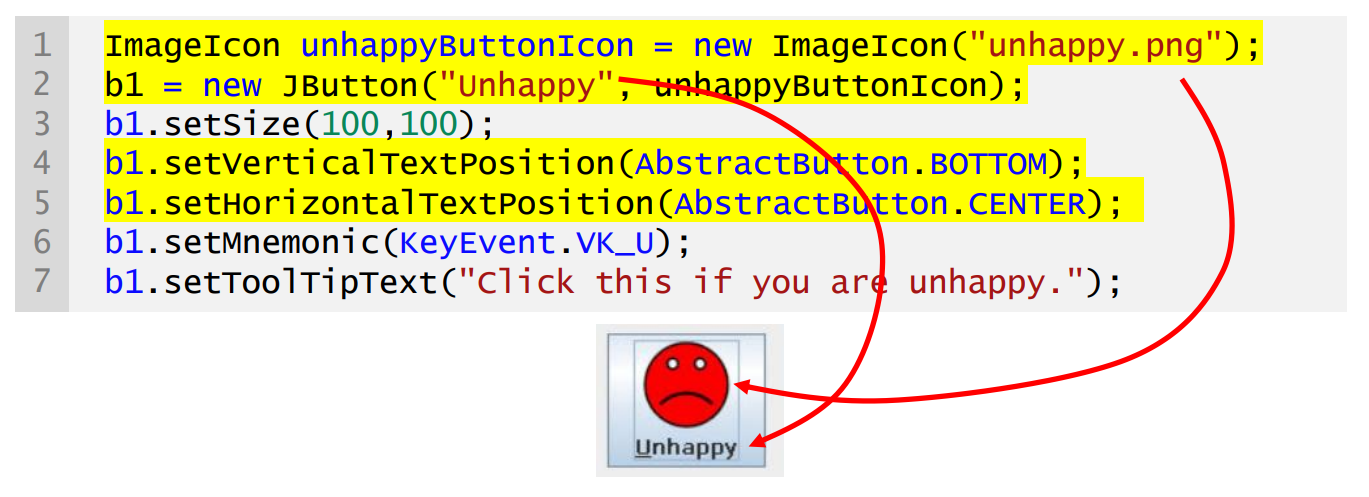 1 ImageIcon unhappyButtonIcon = new ImageIcon("unhappy.png");
2 b1 = new JButton("Unhappy", unhappyButtonIcon);
3 b1.setSize(100,100);
4 b1.setVerticalTextPosition(AbstractButton.BOTTOM);
5 b1.setHorizontalTextPosition(AbstractButton.CENTER);
6 b1.setMnemonic(KeyEvent.VK_U);
7 b1.setToolTipText("Click this if you are unhappy.");
Unhappy